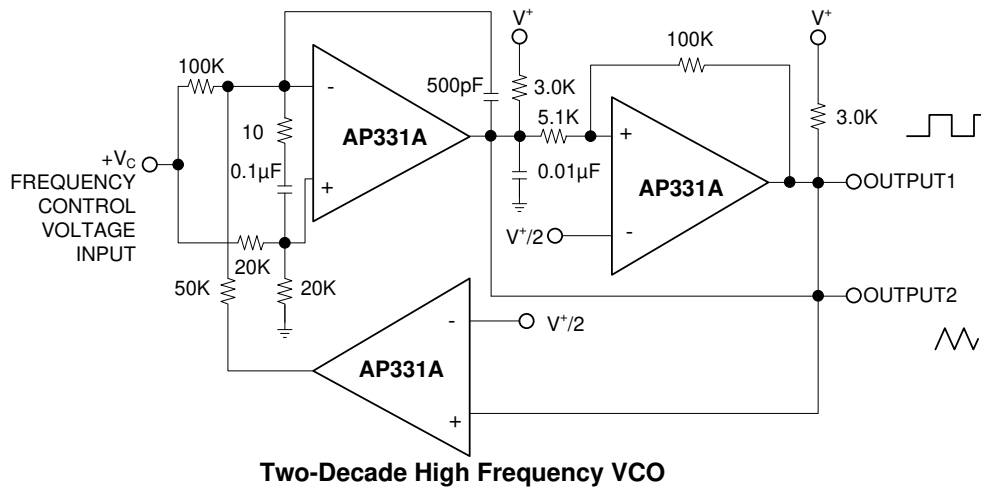 V+
V+
100K
100K
500pF
3.0K
-
5.1K
3.0K
10
AP331A
+
+VC
0.1µF
+
0.01µF
AP331A
FREQUENCY
CONTROL
VOLTAGE
INPUT
OUTPUT1
V+/2
-
20K
50K
20K
OUTPUT2
-
V+/2
AP331A
+
Two-Decade High Frequency VCO